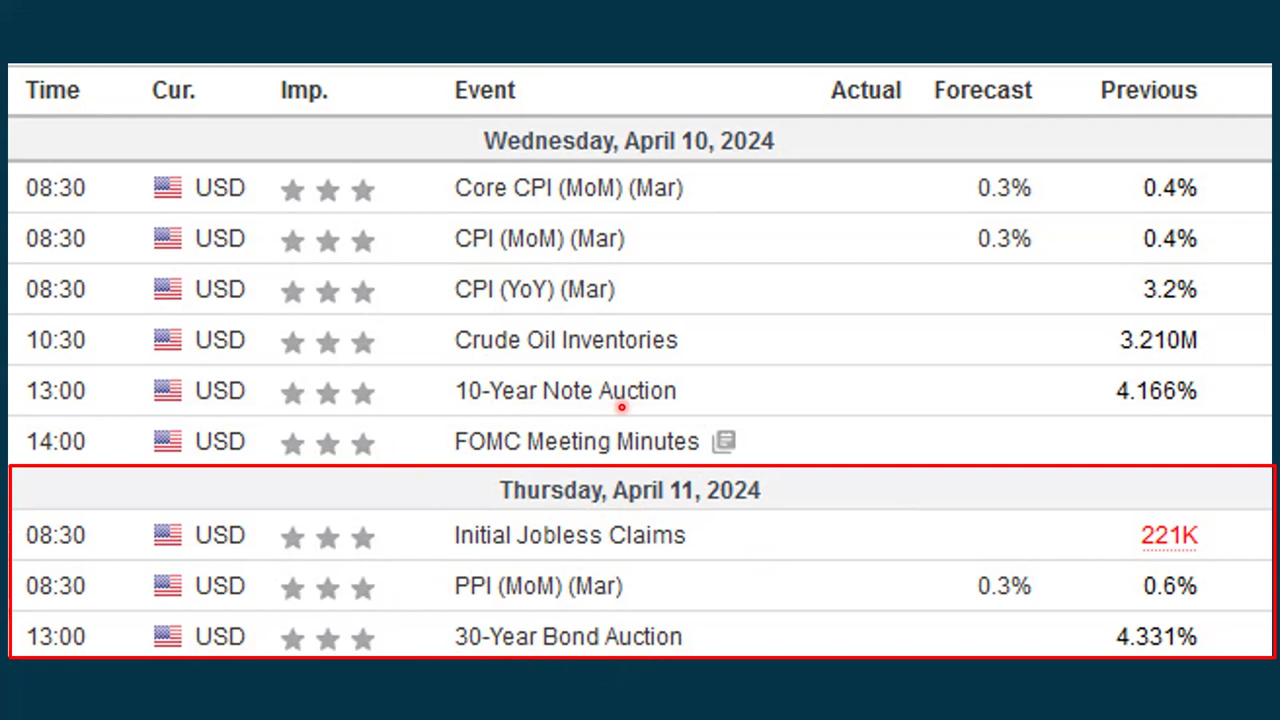 Time Cur. Imp. Event Actual Forecast Previous
Wednesday, April 10, 2024
08:30 USD Core CPI (MoM) (Mar) 0.3% 0.4%
08:30 USD CPI (MoM) (Mar) 0.3% 0.4%
08:30 USD CPI (YoY) (Mar) 3.2%
10:30 USD Crude Oil Inventories 3.210M
13:00 USD 10-Year Note Auction 4.166%
14:00 USD FOMC Meeting Minutes
Thursday, April 11, 2024
08:30 USD Initial Jobless Claims 221K
08:30 USD PPI (MoM) (Mar) 0.3% 0.6%
13:00 USD 30-Year Bond Auction 4.331%